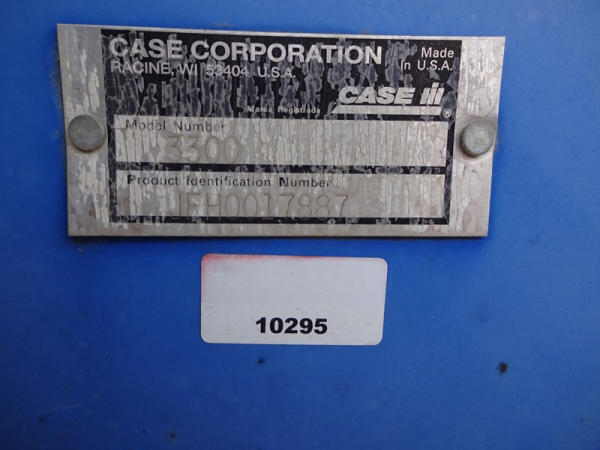 CASE CORPORATION
RACINE, WI 53404 U.S.A.
Made
in U.S.A.
CASE IH
®
Marca Registrada
Model Number
3300
Product Identification Number
JFH0017887
10295